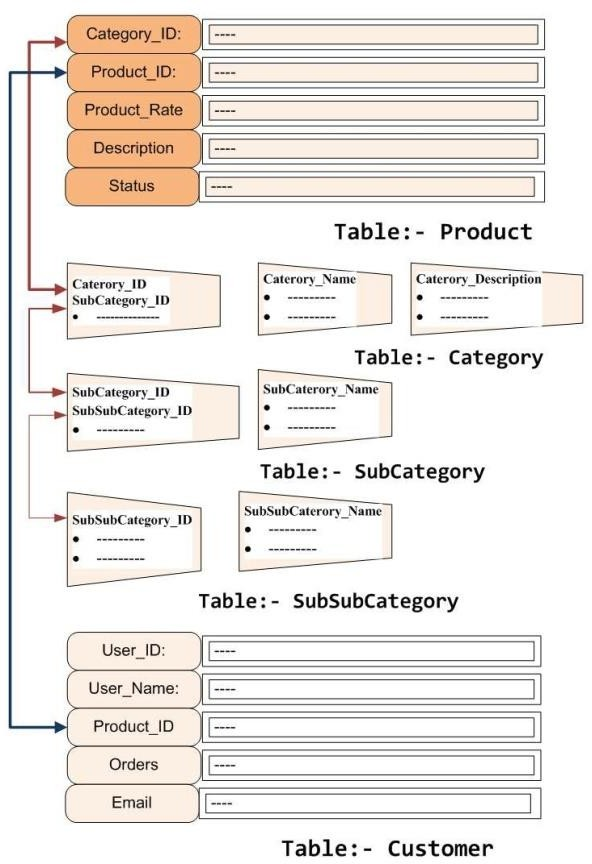 Category_ID:
----
Product_ID:
----
Product_Rate
----
Description
----
Status
----
Table:- Product
Caterory_ID
SubCategory_ID
• --------------
Caterory_Name
• ---------
• ---------
Caterory_Description
• ---------
• ---------
Table:- Category
SubCategory_ID
SubSubCategory_ID
• ---------
SubCaterory_Name
• ---------
• ---------
Table:- SubCategory
SubSubCategory_ID
• ---------
• ---------
SubSubCaterory_Name
• ---------
• ---------
Table:- SubSubCategory
User_ID:
----
User_Name:
----
Product_ID
----
Orders
----
Email
----
Table:- Customer